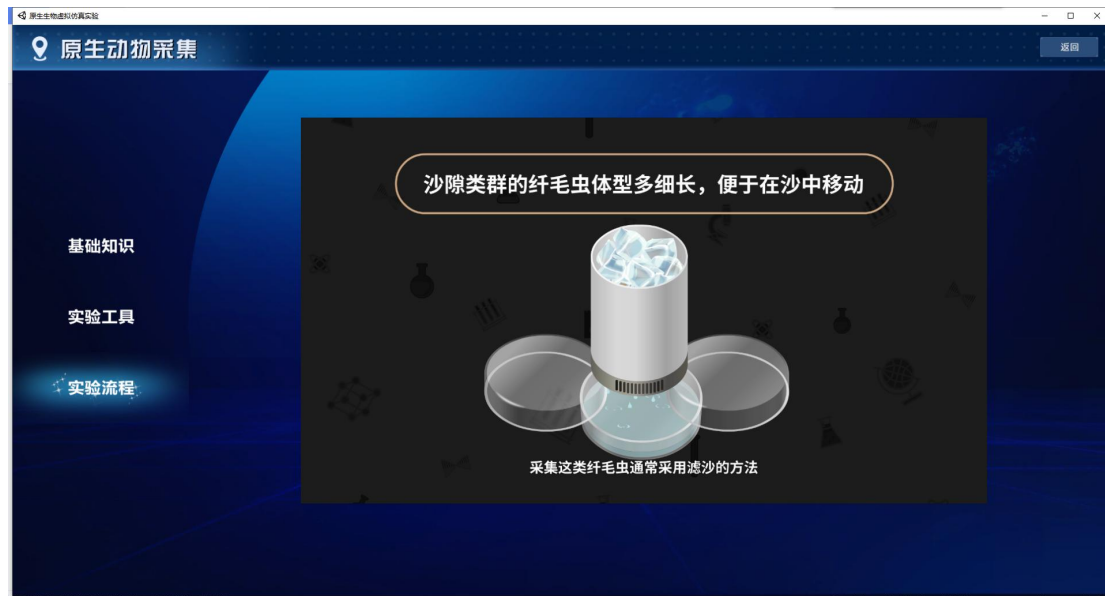 原生生物虚拟仿真实验
原生动物采集
返回
沙隙类群的纤毛虫体型多细长，便于在沙中移动
基础知识
实验工具
实验流程
采集这类纤毛虫通常采用滤沙的方法